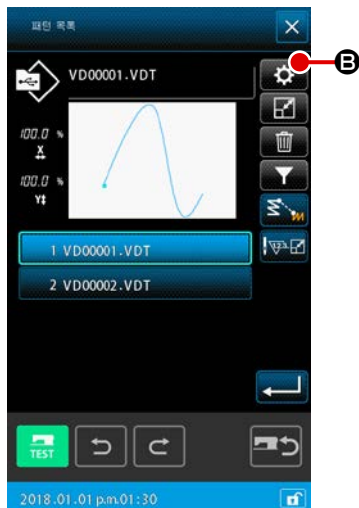 패턴 목록
B
VD00001.VDT
100.0 %
X
100.0 %
Y
1 VD00001.VDT
2 VD00002.VDT
TEST
2018.01.01 p.m.01:30